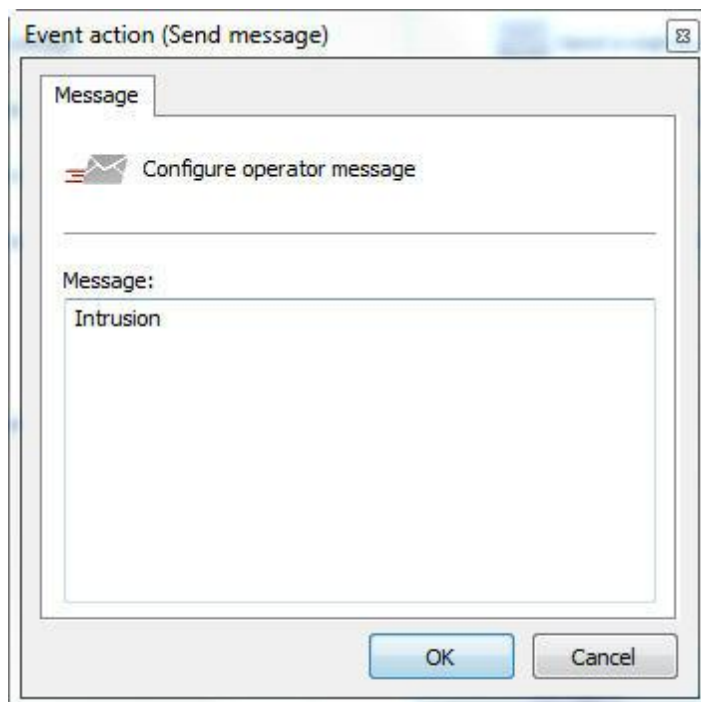 Event action (Send message)
Message
Configure operator message
Message:
Intrusion
OK
Cancel